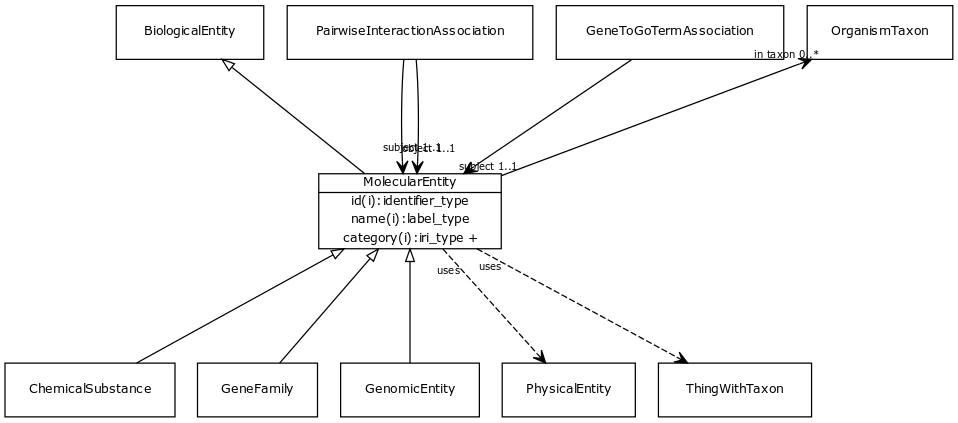 BiologicalEntity
PairwiseInteractionAssociation
GeneToGoTermAssociation
OrganismTaxon
in taxon 0..*
subject 1..1
object 1..1
subject 1..1
MolecularEntity
id(i):identifier_type
name(i):label_type
category(i):iri_type +
uses
uses
ChemicalSubstance
GeneFamily
GenomicEntity
PhysicalEntity
ThingWithTaxon